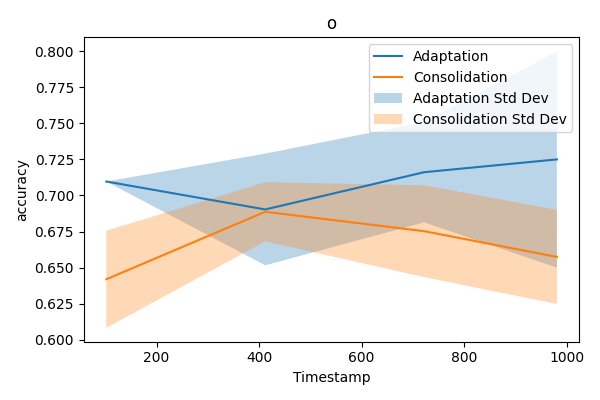 o
Adaptation
Consolidation
Adaptation Std Dev
Consolidation Std Dev
accuracy
0.800
0.775
0.750
0.725
0.700
0.675
0.650
0.625
0.600
200
400
600
800
1000
Timestamp